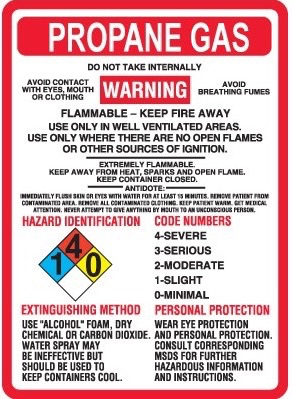 PROPANE GAS
DO NOT TAKE INTERNALLY
AVOID CONTACT
WITH EYES, MOUTH
OR CLOTHING
WARNING
AVOID
BREATHING FUMES
FLAMMABLE – KEEP FIRE AWAY
USE ONLY IN WELL VENTILATED AREAS.
USE ONLY WHERE THERE ARE NO OPEN FLAMES
OR OTHER SOURCES OF IGNITION.
EXTREMELY FLAMMABLE.
KEEP AWAY FROM HEAT, SPARKS AND OPEN FLAME.
KEEP CONTAINER CLOSED.
ANTIDOTE:
IMMEDIATELY FLUSH SKIN OR EYES WITH WATER FOR AT LEAST 15 MINUTES. REMOVE PATIENT FROM
CONTAMINATED AREA. REMOVE ALL CONTAMINATED CLOTHING. KEEP PATIENT WARM. GET MEDICAL
ATTENTION. NEVER ATTEMPT TO GIVE ANYTHING BY MOUTH TO AN UNCONSCIOUS PERSON.
HAZARD IDENTIFICATION
4
1
0
CODE NUMBERS
4-SEVERE
3-SERIOUS
2-MODERATE
1-SLIGHT
0-MINIMAL
EXTINGUISHING METHOD
USE "ALCOHOL" FOAM, DRY
CHEMICAL OR CARBON DIOXIDE.
WATER SPRAY MAY
BE INEFFECTIVE BUT
SHOULD BE USED TO
KEEP CONTAINERS COOL.
PERSONAL PROTECTION
WEAR EYE PROTECTION
AND PERSONAL PROTECTION.
CONSULT CORRESPONDING
MSDS FOR FURTHER
HAZARDOUS INFORMATION
AND INSTRUCTIONS.